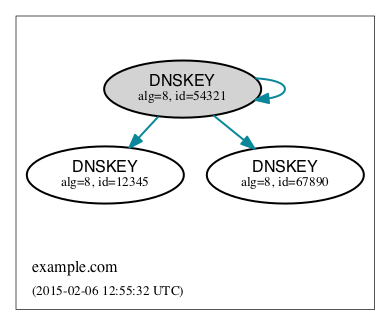 DNSKEY
alg=8, id=54321
DNSKEY
alg=8, id=12345
DNSKEY
alg=8, id=67890
example.com
(2015-02-06 12:55:32 UTC)